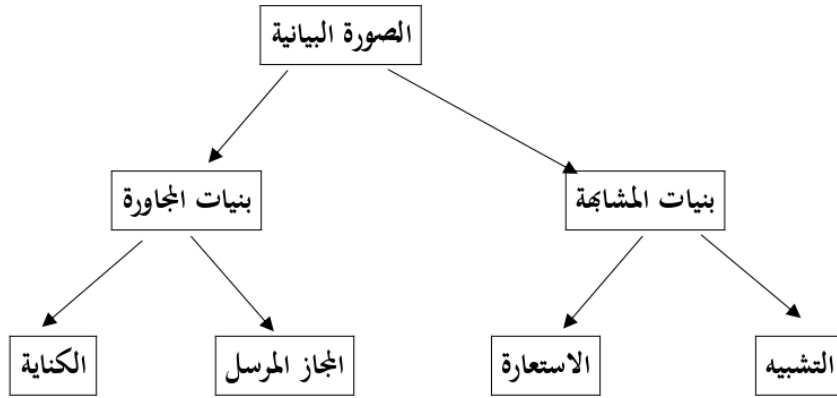 الصورة البيانية
بنيات المشابهة
بنيات المجاورة
التشبيه
الاستعارة
المجاز المرسل
الكناية